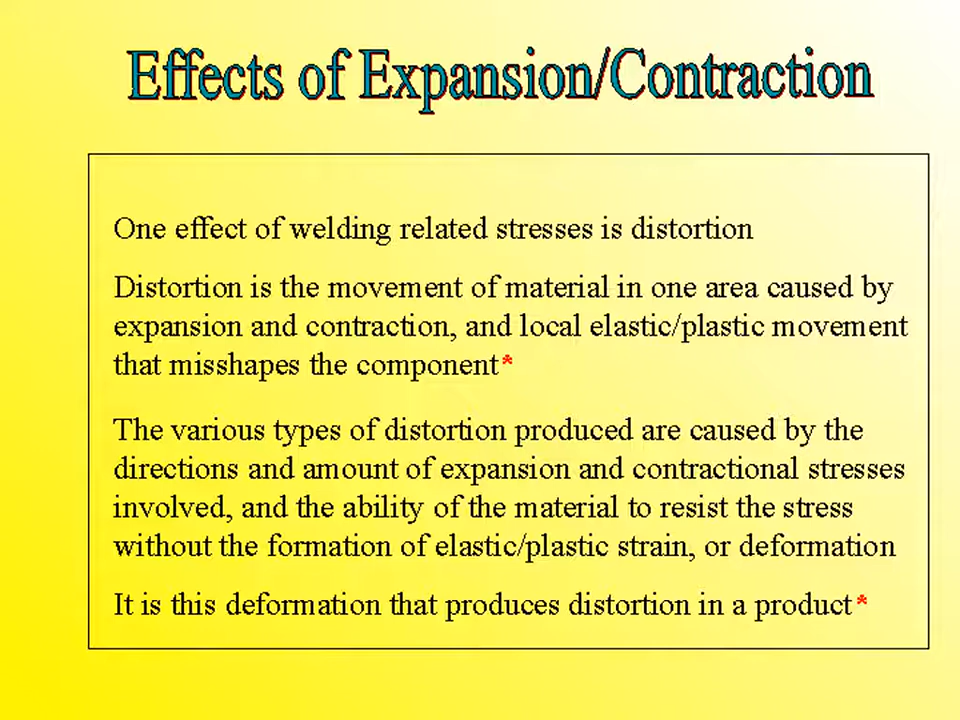 Effects of Expansion/Contraction
One effect of welding related stresses is distortion
Distortion is the movement of material in one area caused by
expansion and contraction, and local elastic/plastic movement
that misshapes the component*
The various types of distortion produced are caused by the
directions and amount of expansion and contractional stresses
involved, and the ability of the material to resist the stress
without the formation of elastic/plastic strain, or deformation
It is this deformation that produces distortion in a product*